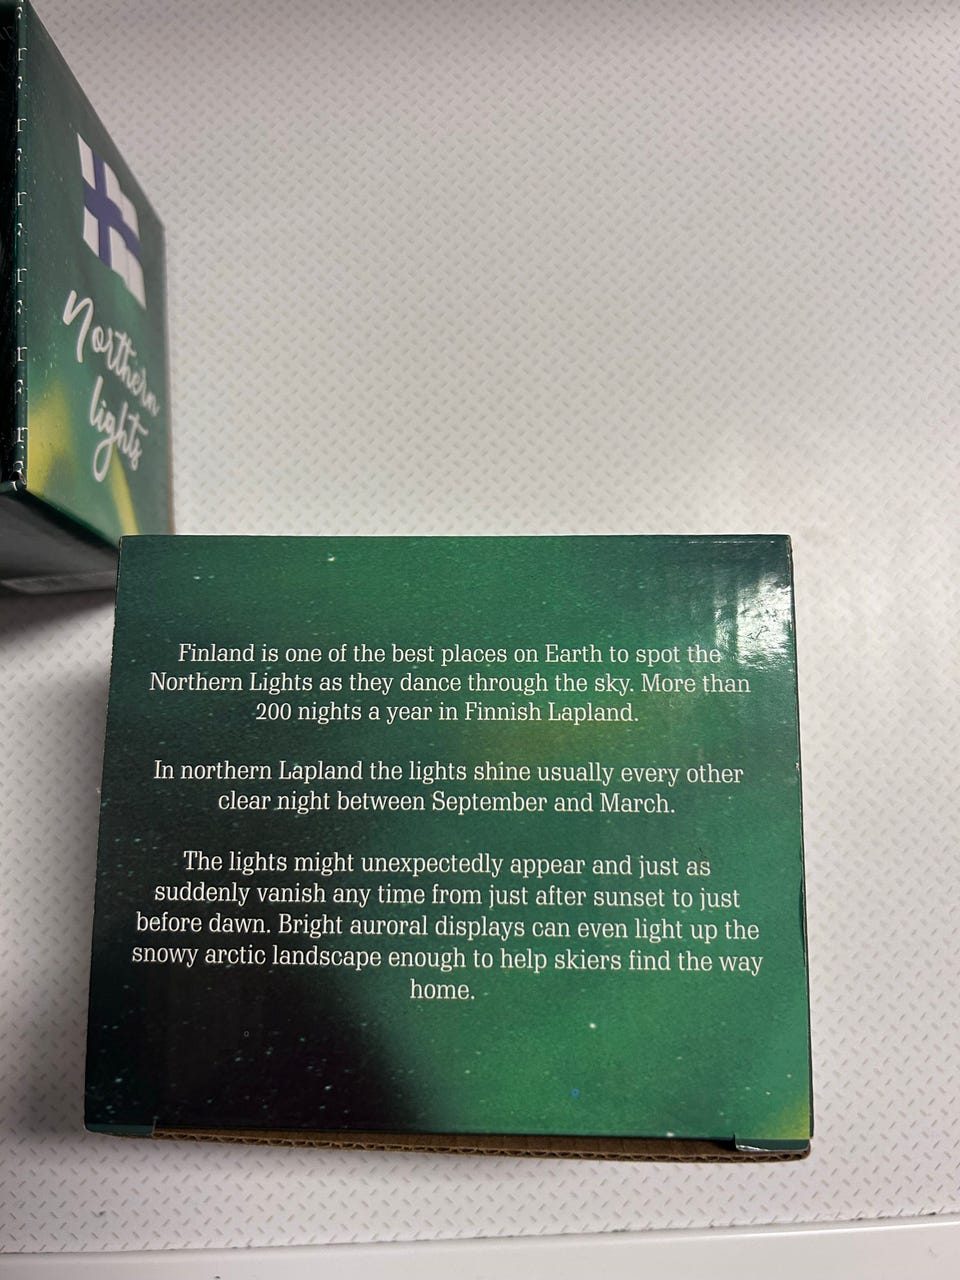 Northern
lights
Finland is one of the best places on Earth to spot the
Northern Lights as they dance through the sky. More than
200 nights a year in Finnish Lapland.
In northern Lapland the lights shine usually every other
clear night between September and March.
The lights might unexpectedly appear and just as
suddenly vanish any time from just after sunset to just
before dawn. Bright auroral displays can even light up the
snowy arctic landscape enough to help skiers find the way
home.